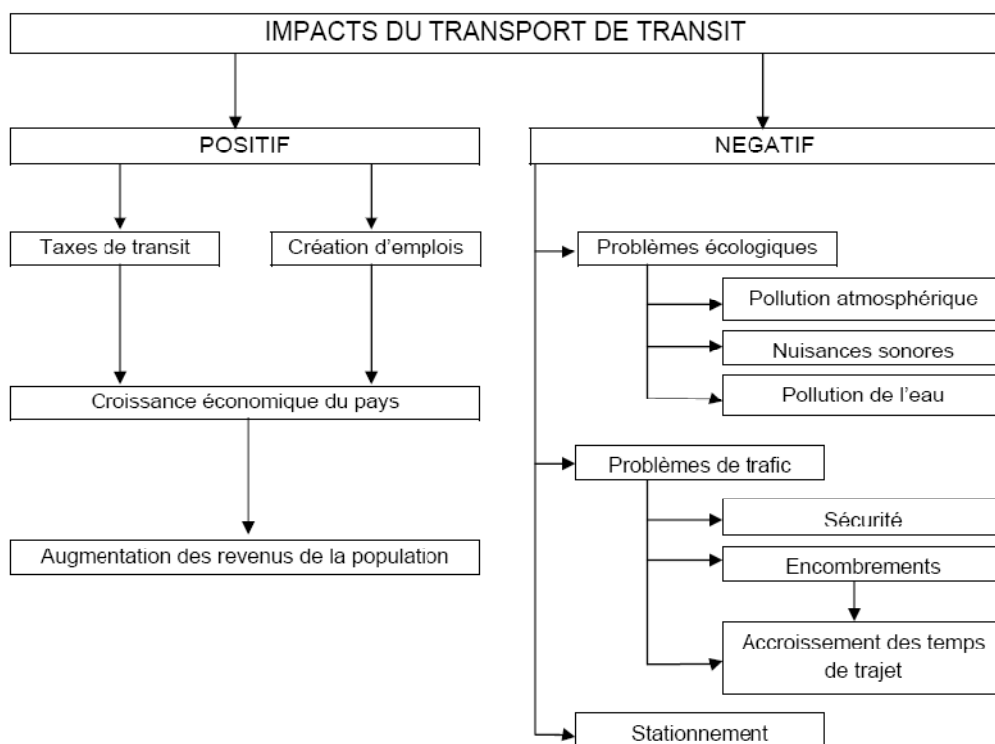 IMPACTS DU TRANSPORT DE TRANSIT
POSITIF
NEGATIF
Taxes de transit
Création d'emplois
Croissance économique du pays
Augmentation des revenus de la population
Problèmes écologiques
Pollution atmosphérique
Nuisances sonores
Pollution de l'eau
Problèmes de trafic
Sécurité
Encombrements
Accroissement des temps
de trajet
Stationnement